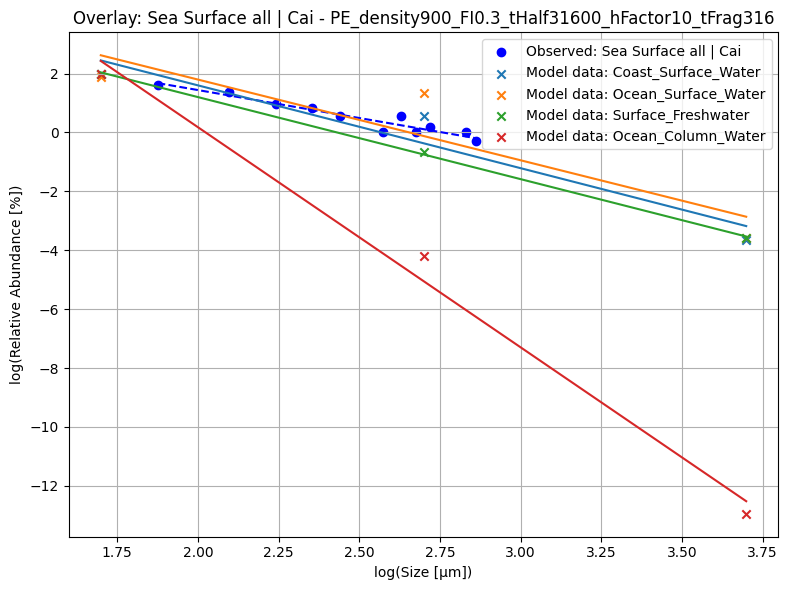 Overlay: Sea Surface all | Cai - PE_density900_FI0.3_tHalf31600_hFactor10_tFrag316
Observed: Sea Surface all | Cai
Model data: Coast_Surface_Water
Model data: Ocean_Surface_Water
Model data: Surface_Freshwater
Model data: Ocean_Column_Water
log(Relative Abundance [%])
2
0
−2
−4
−6
−8
−10
−12
1.75 2.00 2.25 2.50 2.75 3.00 3.25 3.50 3.75
log(Size [μm])